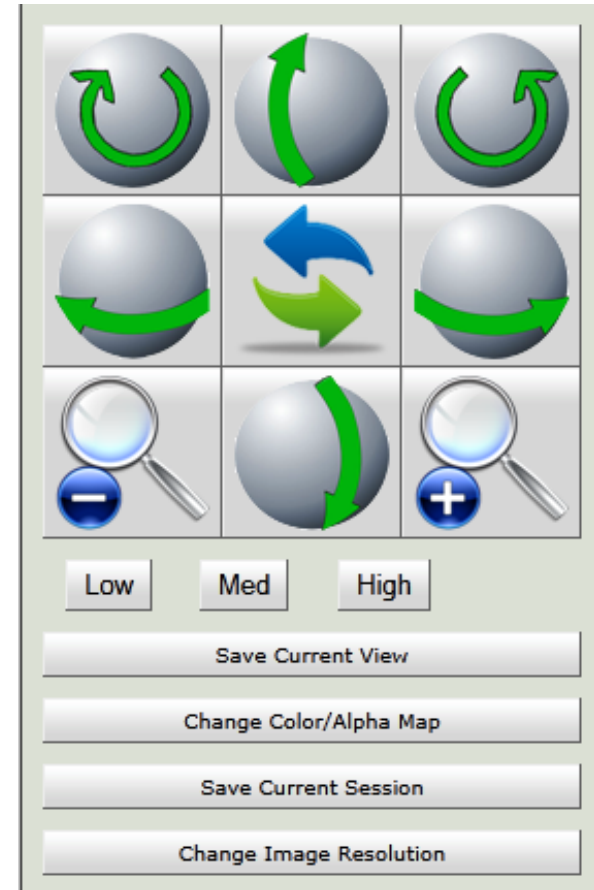 Low Med High
Save Current View
Change Color/Alpha Map
Save Current Session
Change Image Resolution